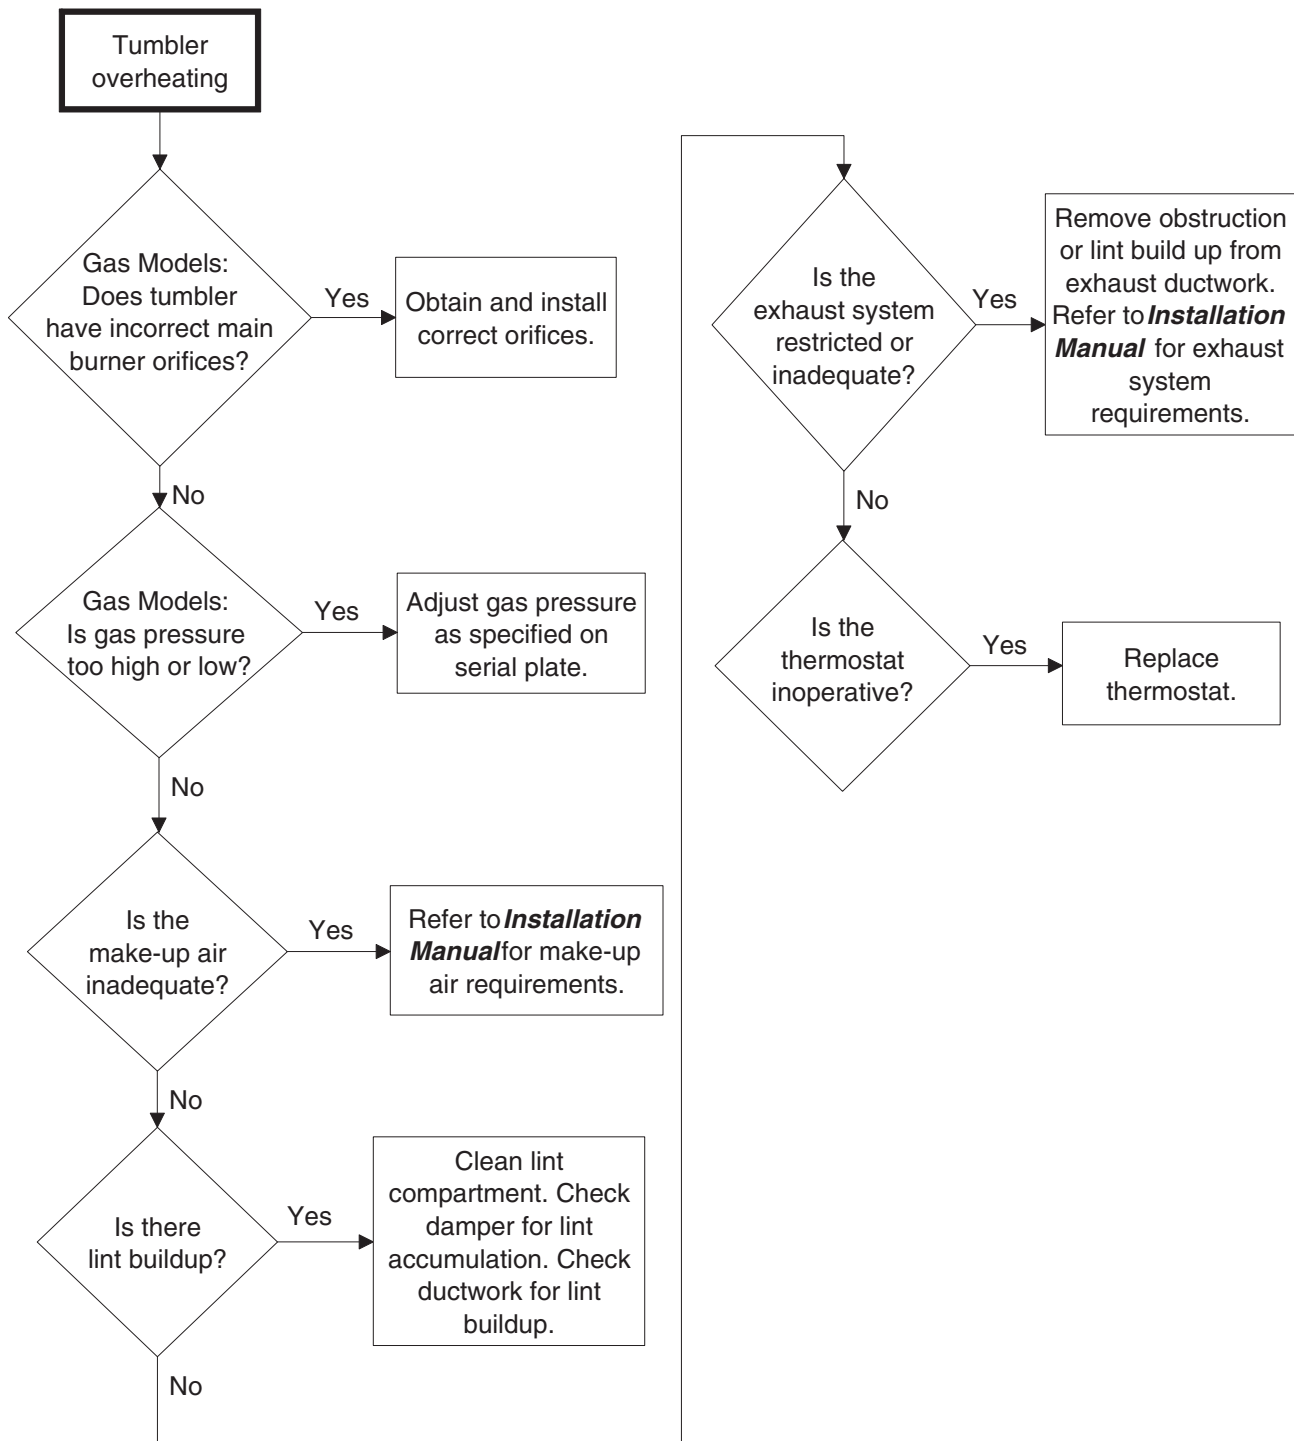 Tumbler
overheating
Gas Models:
Does tumbler
have incorrect main
burner orifices?
Yes
Obtain and install
correct orifices.
No
Gas Models:
Is gas pressure
too high or low?
Yes
Adjust gas pressure
as specified on
serial plate.
No
Is the
make-up air
inadequate?
Yes
Refer to Installation
Manual for make-up
air requirements.
No
Is there
lint buildup?
Yes
Clean lint
compartment. Check
damper for lint
accumulation. Check
ductwork for lint
buildup.
No
Is the
exhaust system
restricted or
inadequate?
Yes
Remove obstruction
or lint build up from
exhaust ductwork.
Refer to Installation
Manual for exhaust
system
requirements.
No
Is the
thermostat
inoperative?
Yes
Replace
thermostat.